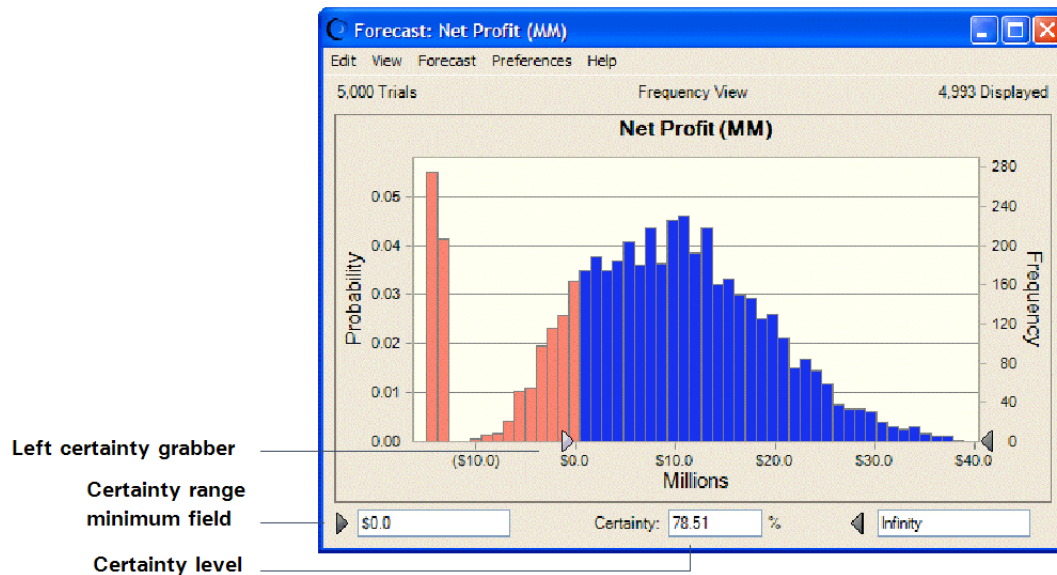 Forecast: Net Profit (MM)
Edit View Forecast Preferences Help
5,000 Trials
Frequency View
4,993 Displayed
Net Profit (MM)
Probability
0.05
0.04
0.03
0.02
0.01
0.00
280
240
200
160
120
80
40
0
Frequency
($10.0) $0.0 $10.0 $20.0 $30.0 $40.0
Millions
Left certainty grabber
Certainty range
minimum field
$0.0
Certainty: 78.51 %
Infinity
Certainty level